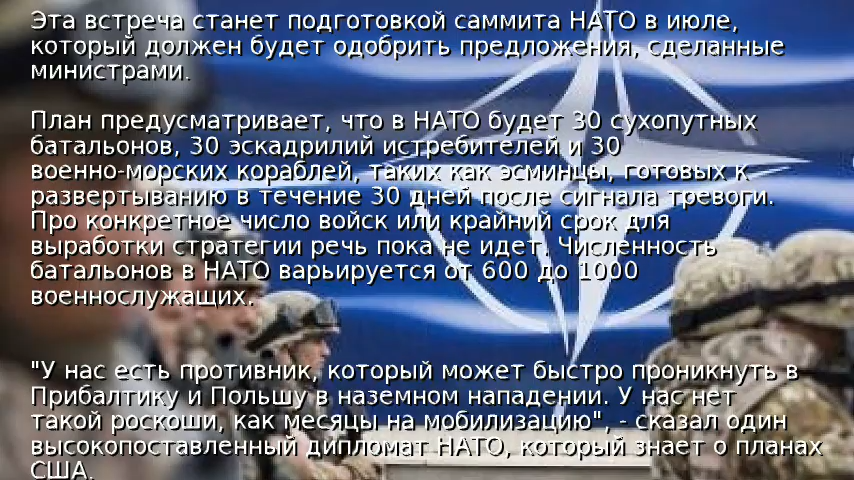 Эта встреча станет подготовкой саммита НАТО в июле,
который должен будет одобрить предложения, сделанные
министрами.
План предусматривает, что в НАТО будет 30 сухопутных
батальонов, 30 эскадрилий истребителей и 30
военно-морских кораблей, таких как эсминцы, готовых к
развертыванию в течение 30 дней после сигнала тревоги.
Про конкретное число войск или крайний срок для
выработки стратегии речь пока не идет. Численность
батальонов в НАТО варьируется от 600 до 1000
военнослужащих.
"У нас есть противник, который может быстро проникнуть в
Прибалтику и Польшу в наземном нападении. У нас нет
такой роскоши, как месяцы на мобилизацию", - сказал один
высокопоставленный дипломат НАТО, который знает о планах
США.